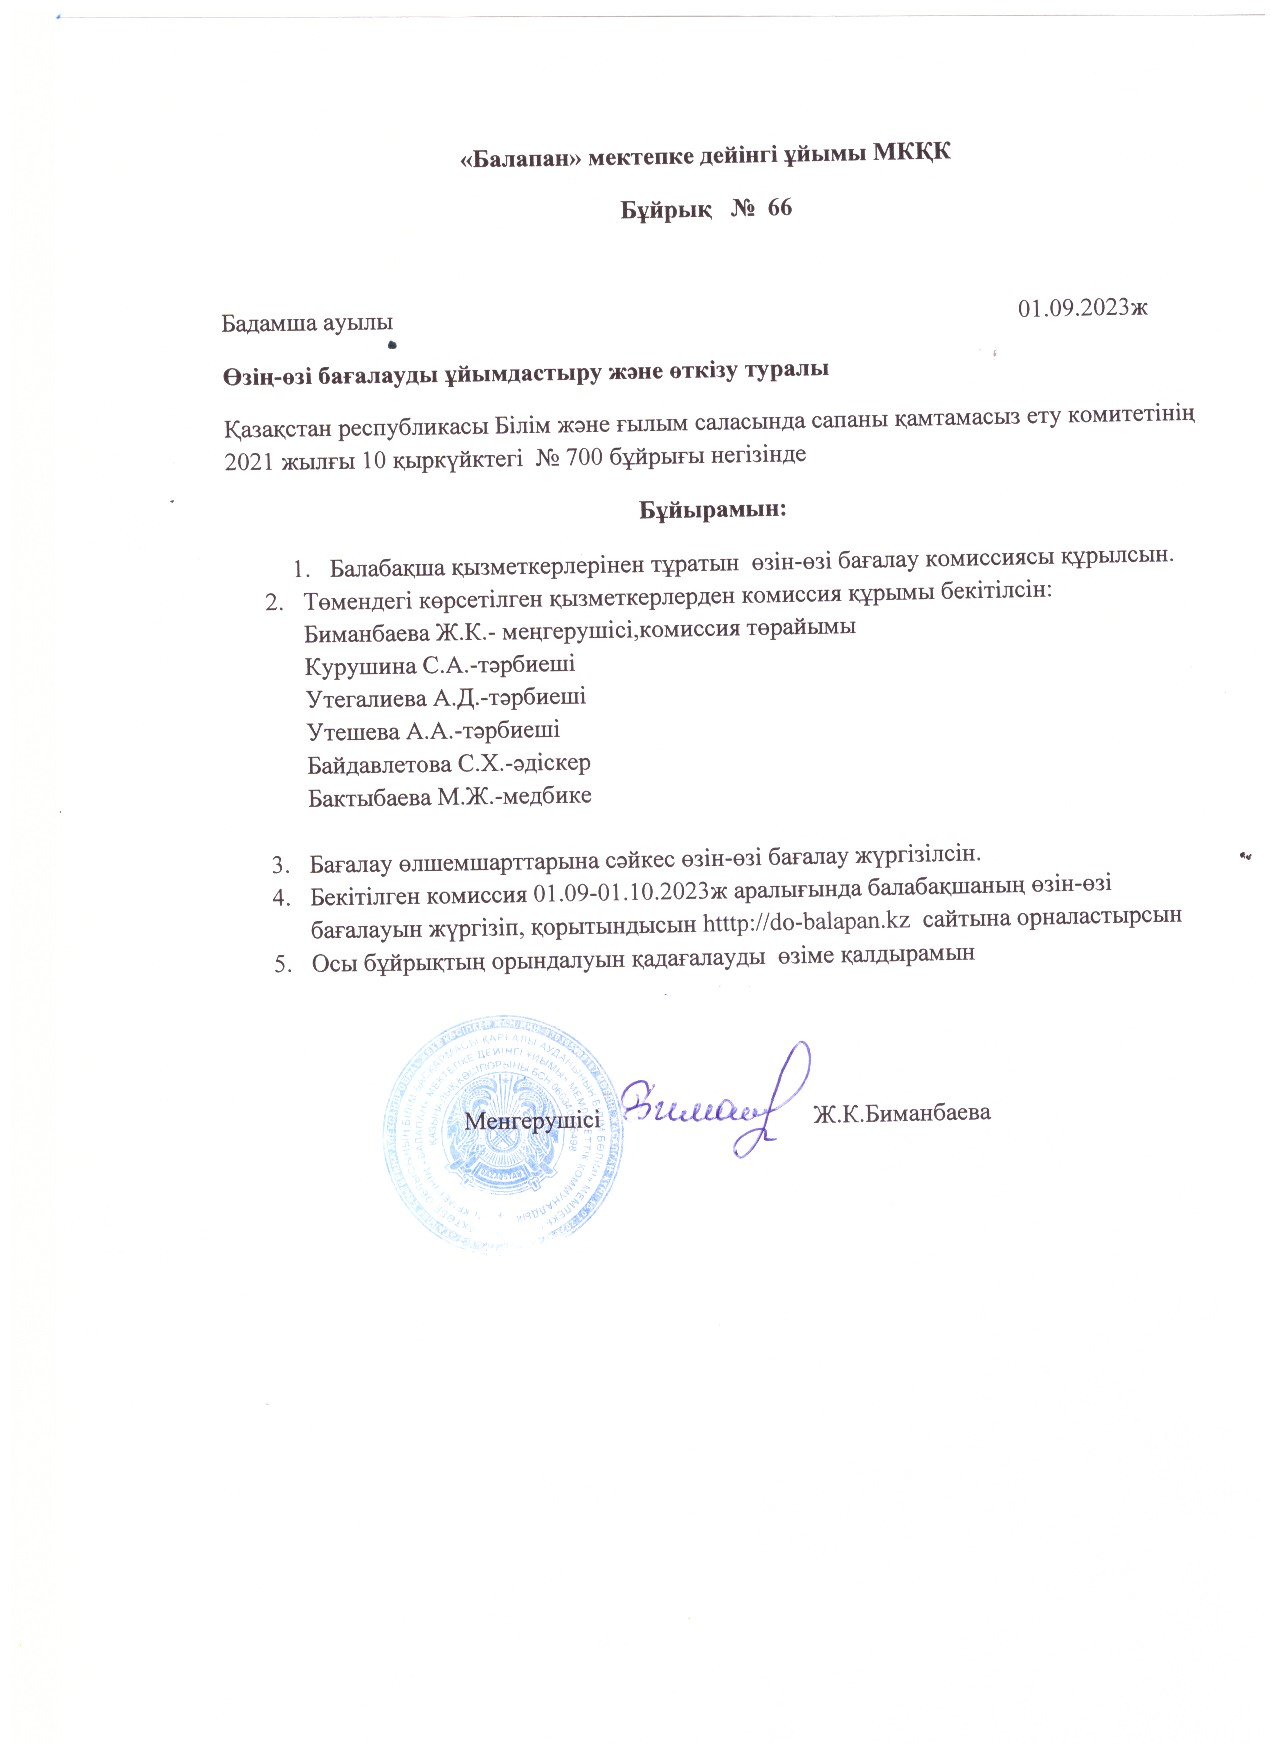 «Балапан» мектепке дейінгі ұйымы МКҚК
Бұйрық № 66
Бадамша ауылы 01.09.2023ж
Өзің-өзі бағалауды ұйымдастыру және өткізу туралы
Қазақстан республикасы Білім және ғылым саласында сапаны қамтамасыз ету комитетінің
2021 жылғы 10 қыркүйктегі № 700 бұйрығы негізінде
Бұйырамын:
1. Балабақша қызметкерлерінен тұратын өзін-өзі бағалау комиссиясы құрылсын.
2. Төмендегі көрсетілген қызметкерлерден комиссия құрымы бекітілсін:
Биманбаева Ж.К.- меңгерушісі,комиссия төрайымы
Курушина С.А.-тәрбиеші
Утегалиева А.Д.-тәрбиеші
Утешева А.А.-тәрбиеші
Байдавлетова С.Х.-әдіскер
Бактыбаева М.Ж.-медбике
3. Бағалау өлшемшарттарына сәйкес өзін-өзі бағалау жүргізілсін.
4. Бекітілген комиссия 01.09-01.10.2023ж аралығында балабақшаның өзін-өзі
бағалауын жүргізіп, қорытындысын htttp://do-balapan.kz сайтына орналастырсын
5. Осы бұйрықтың орындалуын қадағалауды өзіме қалдырамын
Менгерушісі Ж.К.Биманбаева
QAZAQSTAN